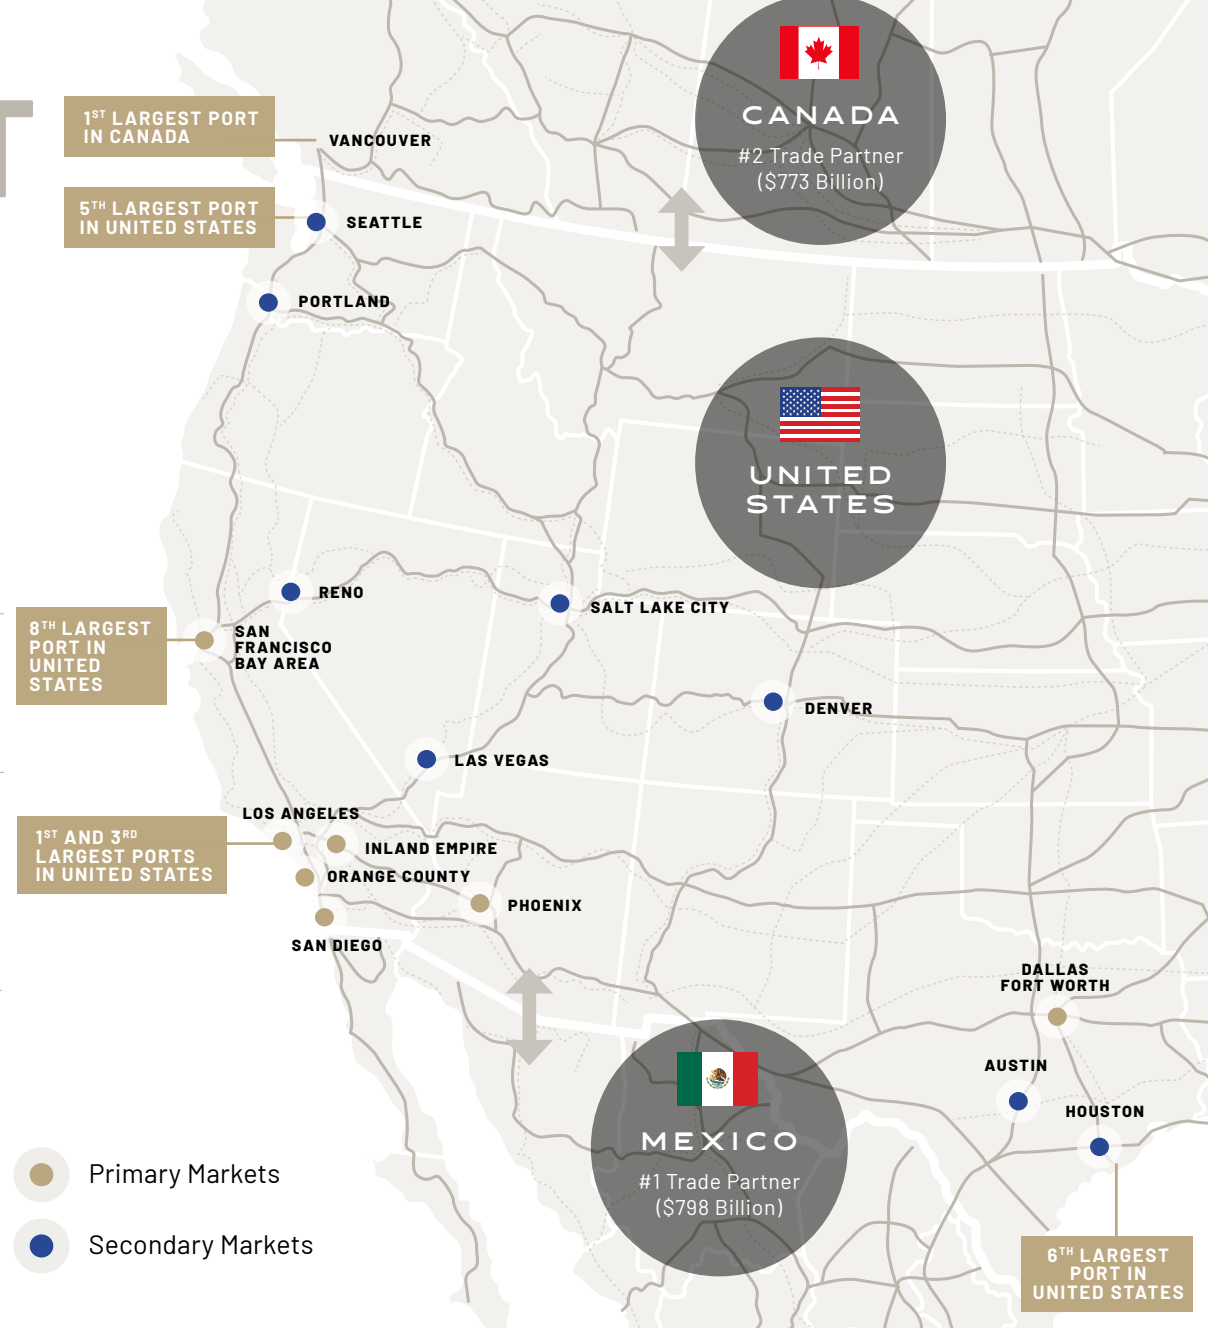 CANADA
#2 Trade Partner
($773 Billion)
1ST LARGEST PORT
IN CANADA
VANCOUVER
5TH LARGEST PORT
IN UNITED STATES
SEATTLE
PORTLAND
UNITED
STATES
RENO
SALT LAKE CITY
8TH LARGEST
PORT IN
UNITED
STATES
SAN
FRANCISCO
BAY AREA
DENVER
LAS VEGAS
LOS ANGELES
1ST AND 3RD
LARGEST PORTS
IN UNITED STATES
INLAND EMPIRE
ORANGE COUNTY
PHOENIX
SAN DIEGO
DALLAS
FORT WORTH
AUSTIN
HOUSTON
MEXICO
#1 Trade Partner
($798 Billion)
Primary Markets
Secondary Markets
6TH LARGEST
PORT IN
UNITED STATES